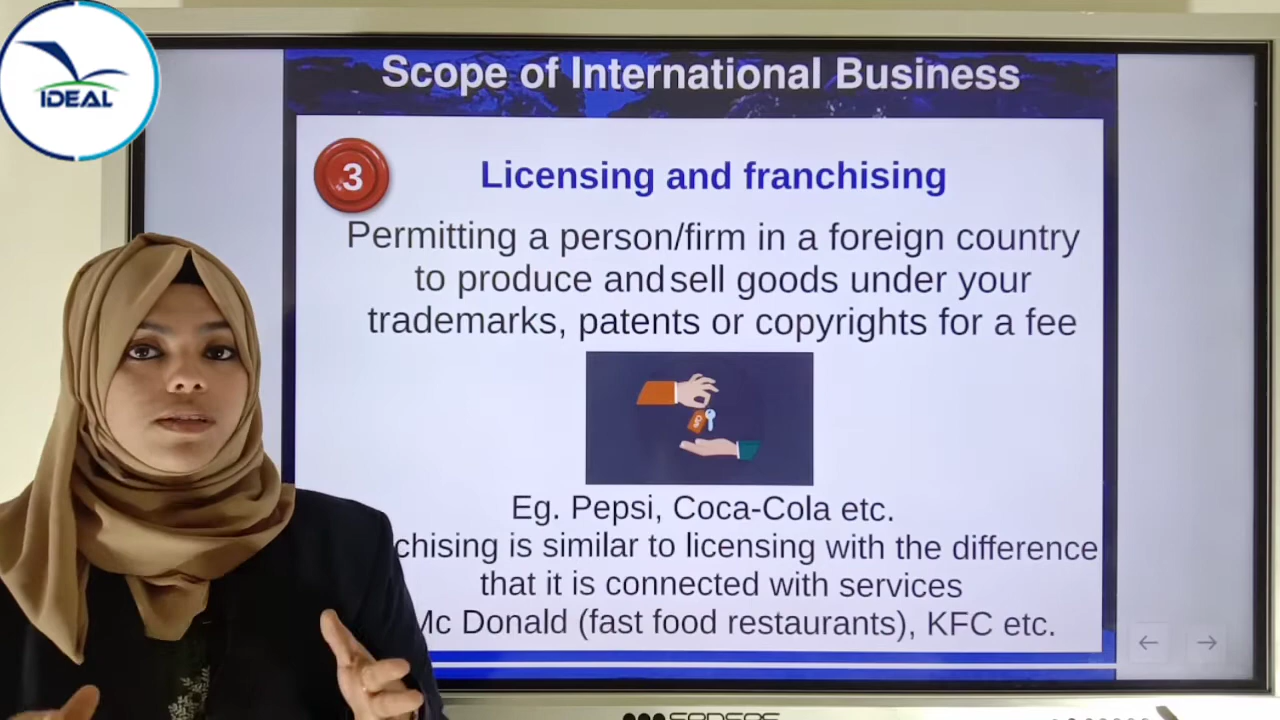 IDEAL
Scope of International Business
3
Licensing and franchising
Permitting a person/firm in a foreign country
to produce and sell goods under your
trademarks, patents or copyrights for a fee
Eg. Pepsi, Coca-Cola etc.
chising is similar to licensing with the difference
that it is connected with services
Mc Donald (fast food restaurants), KFC etc.